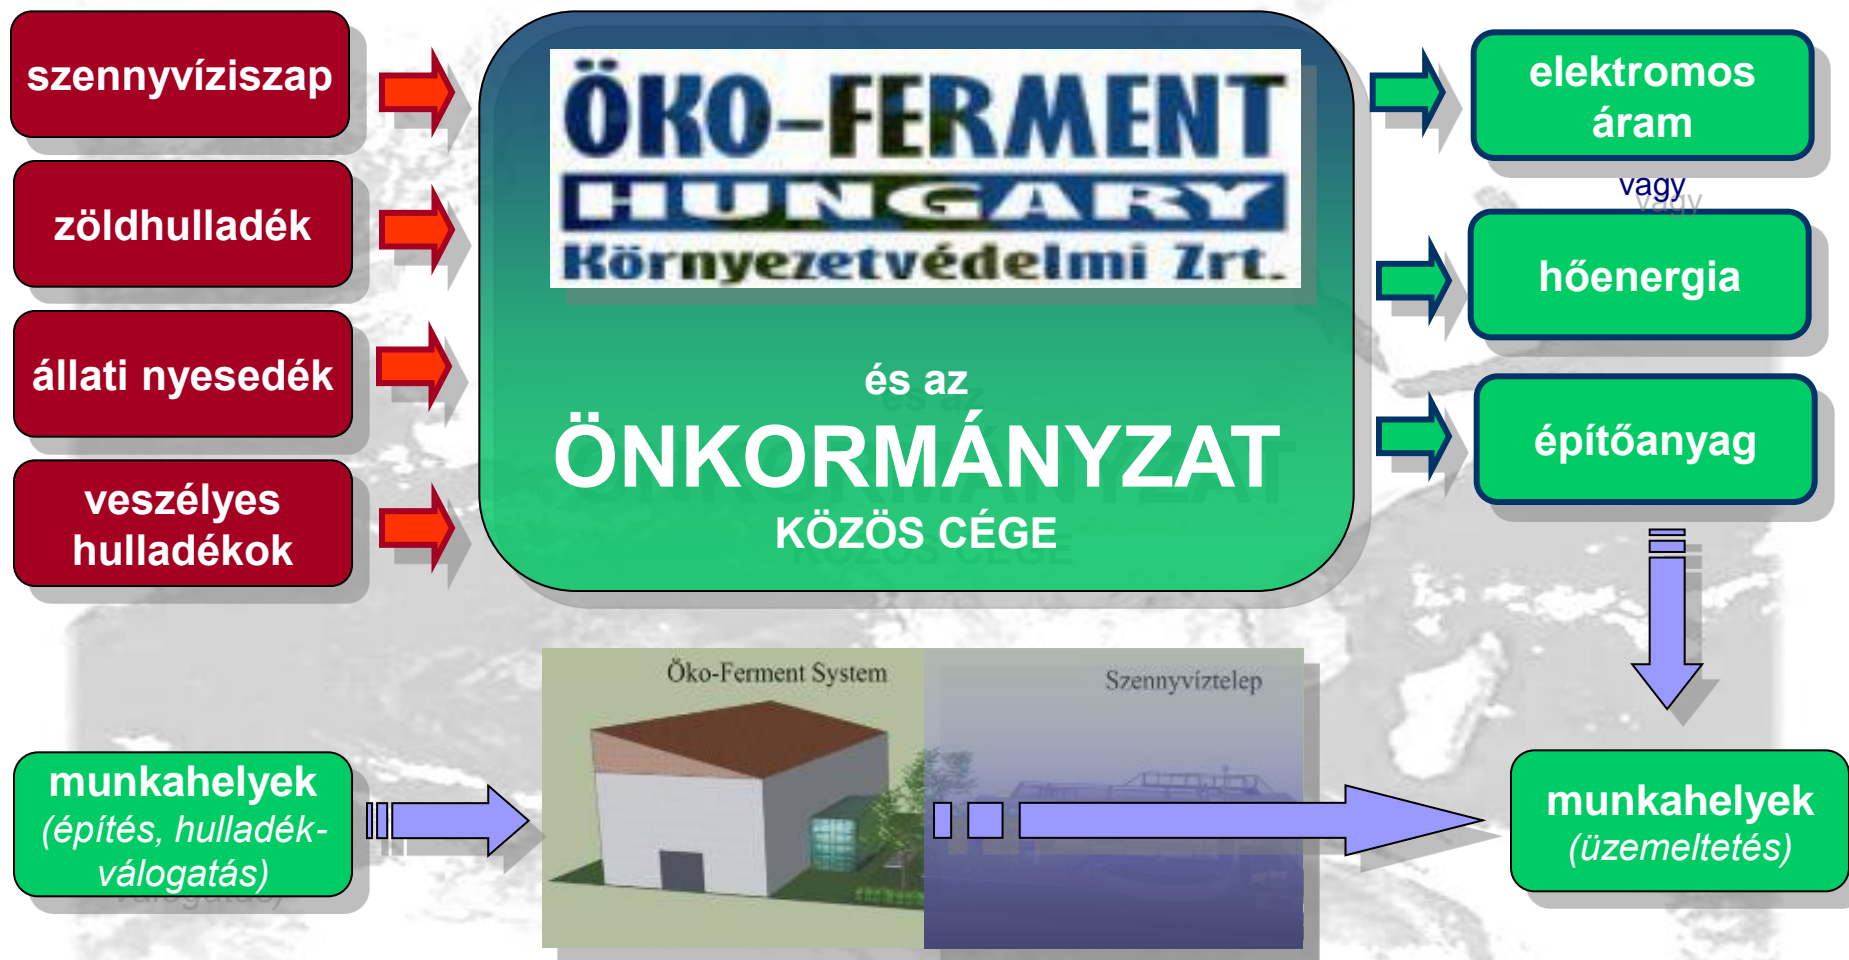 szennyvíziszap
zöldhulladék
állati nyesedék
veszélyes
hulladékok
ÖKO-FERMENT
HUNGARY
Környezetvédelmi Zrt.
és az
ÖNKORMÁNYZAT
KÖZÖS CÉGE
elektromos
áram
vagy
hőenergia
építőanyag
munkahelyek
(építés, hulladék-
válogatás)
Öko-Ferment System
Szennyvíztelep
munkahelyek
(üzemeltetés)